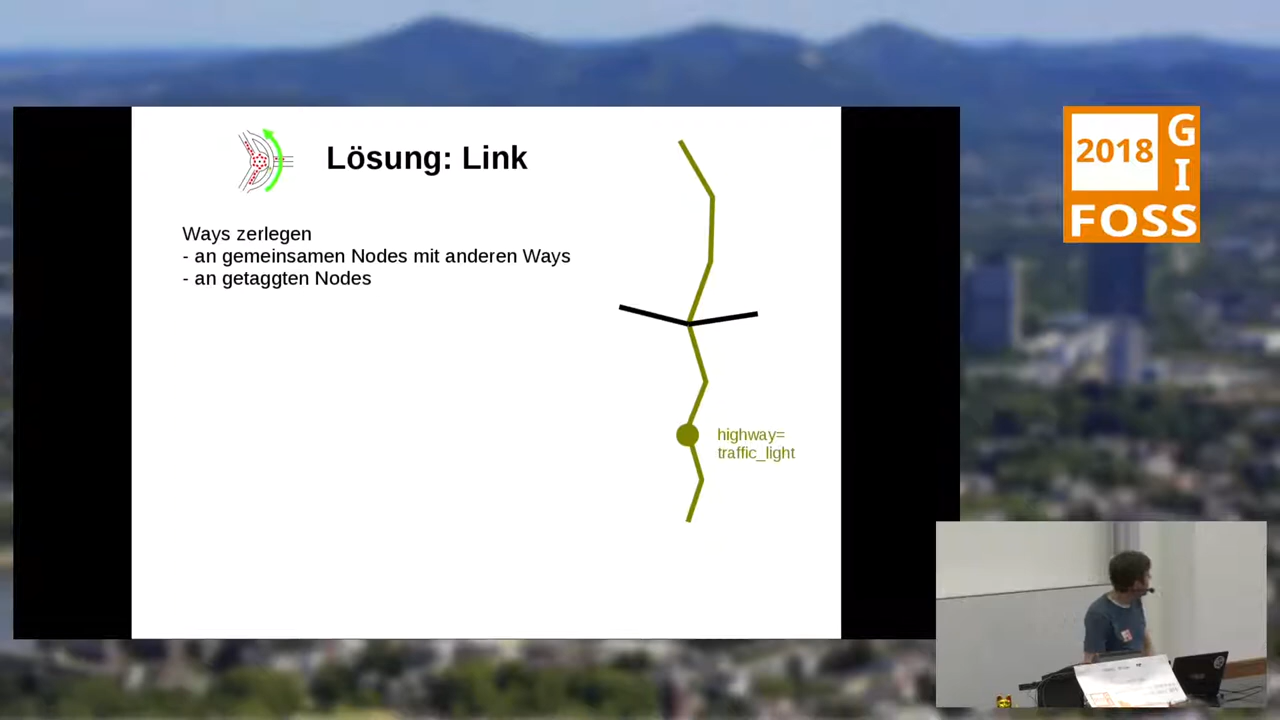 Lösung: Link
Ways zerlegen
- an gemeinsamen Nodes mit anderen Ways
- an getaggten Nodes
highway=
traffic_light
2018
G
I
FOSS